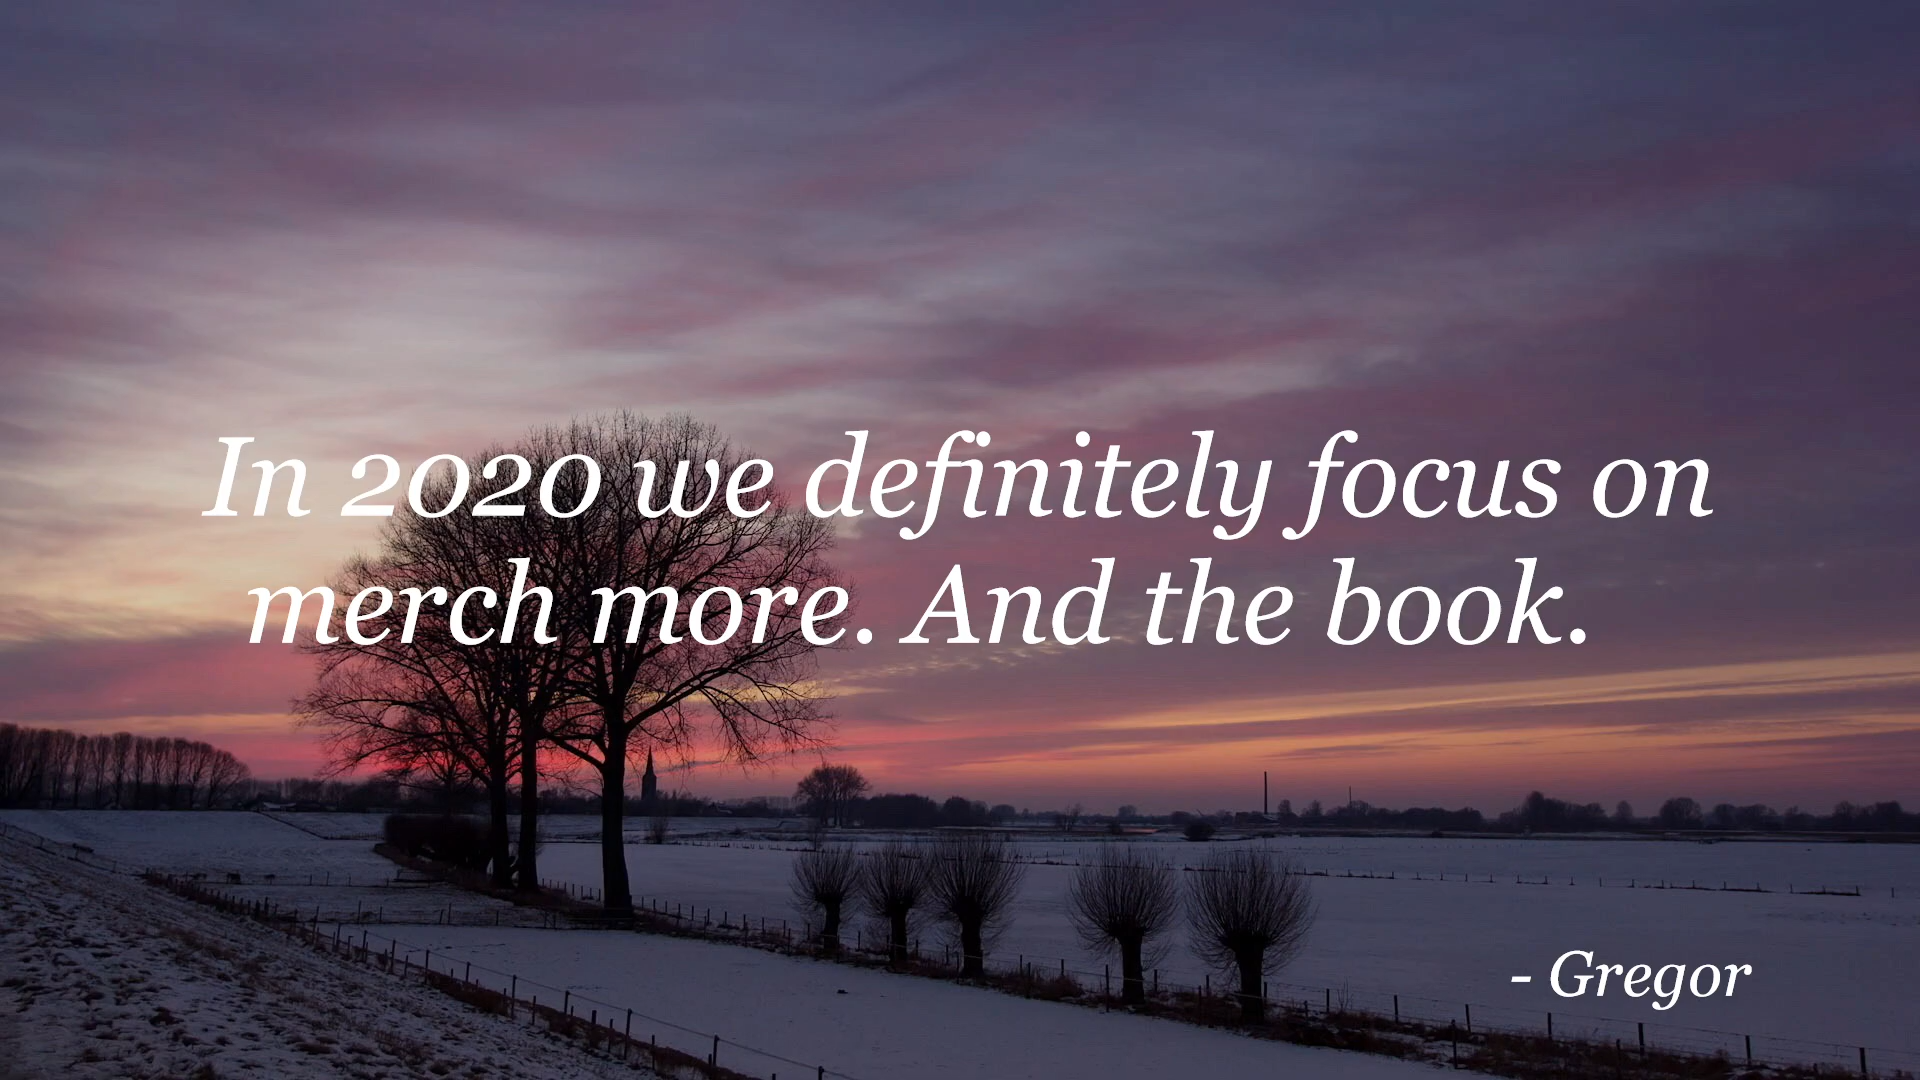 In 2020 we definitely focus on
merch more. And the book.
- Gregor